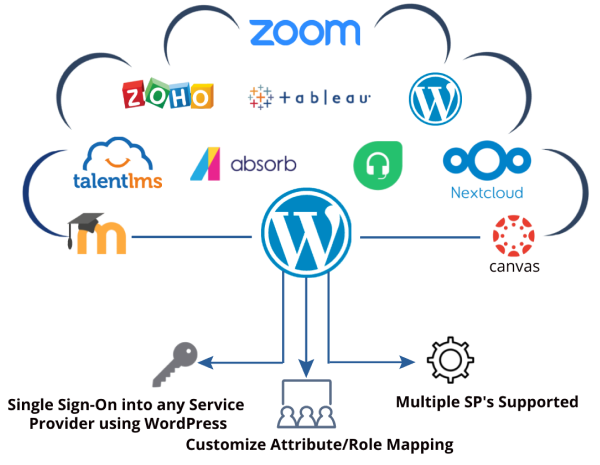 zoom
ZOHO
+ableau
W
talentlms
absorb
Nextcloud
m
W
canvas
Single Sign-On into any Service
Provider using WordPress
Multiple SP's Supported
Customize Attribute/Role Mapping